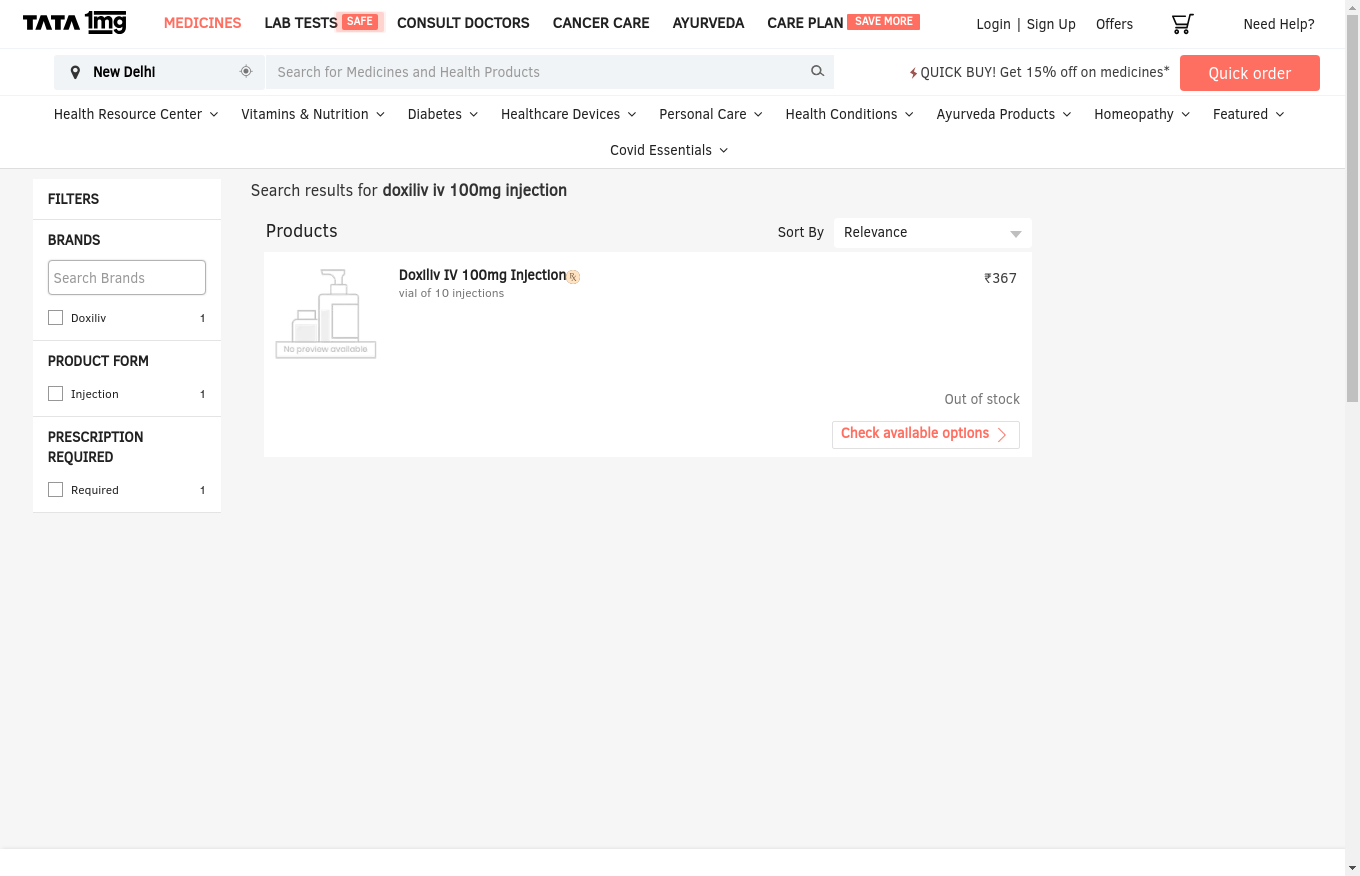 TATA 1mg MEDICINES LAB TESTS SAFE CONSULT DOCTORS CANCER CARE AYURVEDA CARE PLAN SAVE MORE Login | Sign Up Offers Need Help?
New Delhi Search for Medicines and Health Products QUICK BUY! Get 15% off on medicines* Quick order
Health Resource Center Vitamins & Nutrition Diabetes Healthcare Devices Personal Care Health Conditions Ayurveda Products Homeopathy Featured
Covid Essentials
Search results for doxiliv iv 100mg injection
FILTERS
BRANDS
Search Brands
Doxiliv 1
PRODUCT FORM
Injection 1
PRESCRIPTION
REQUIRED
Required 1
Products Sort By Relevance
Doxiliv IV 100mg Injection ₹367
vial of 10 injections
No preview available
Out of stock
Check available options